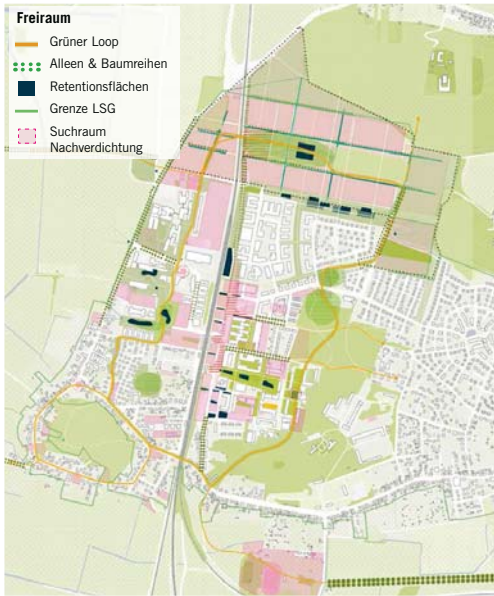 Freiraum
Grüner Loop
Alleen & Baumreihen
Retentionsflächen
Grenze LSG
Suchraum
Nachverdichtung